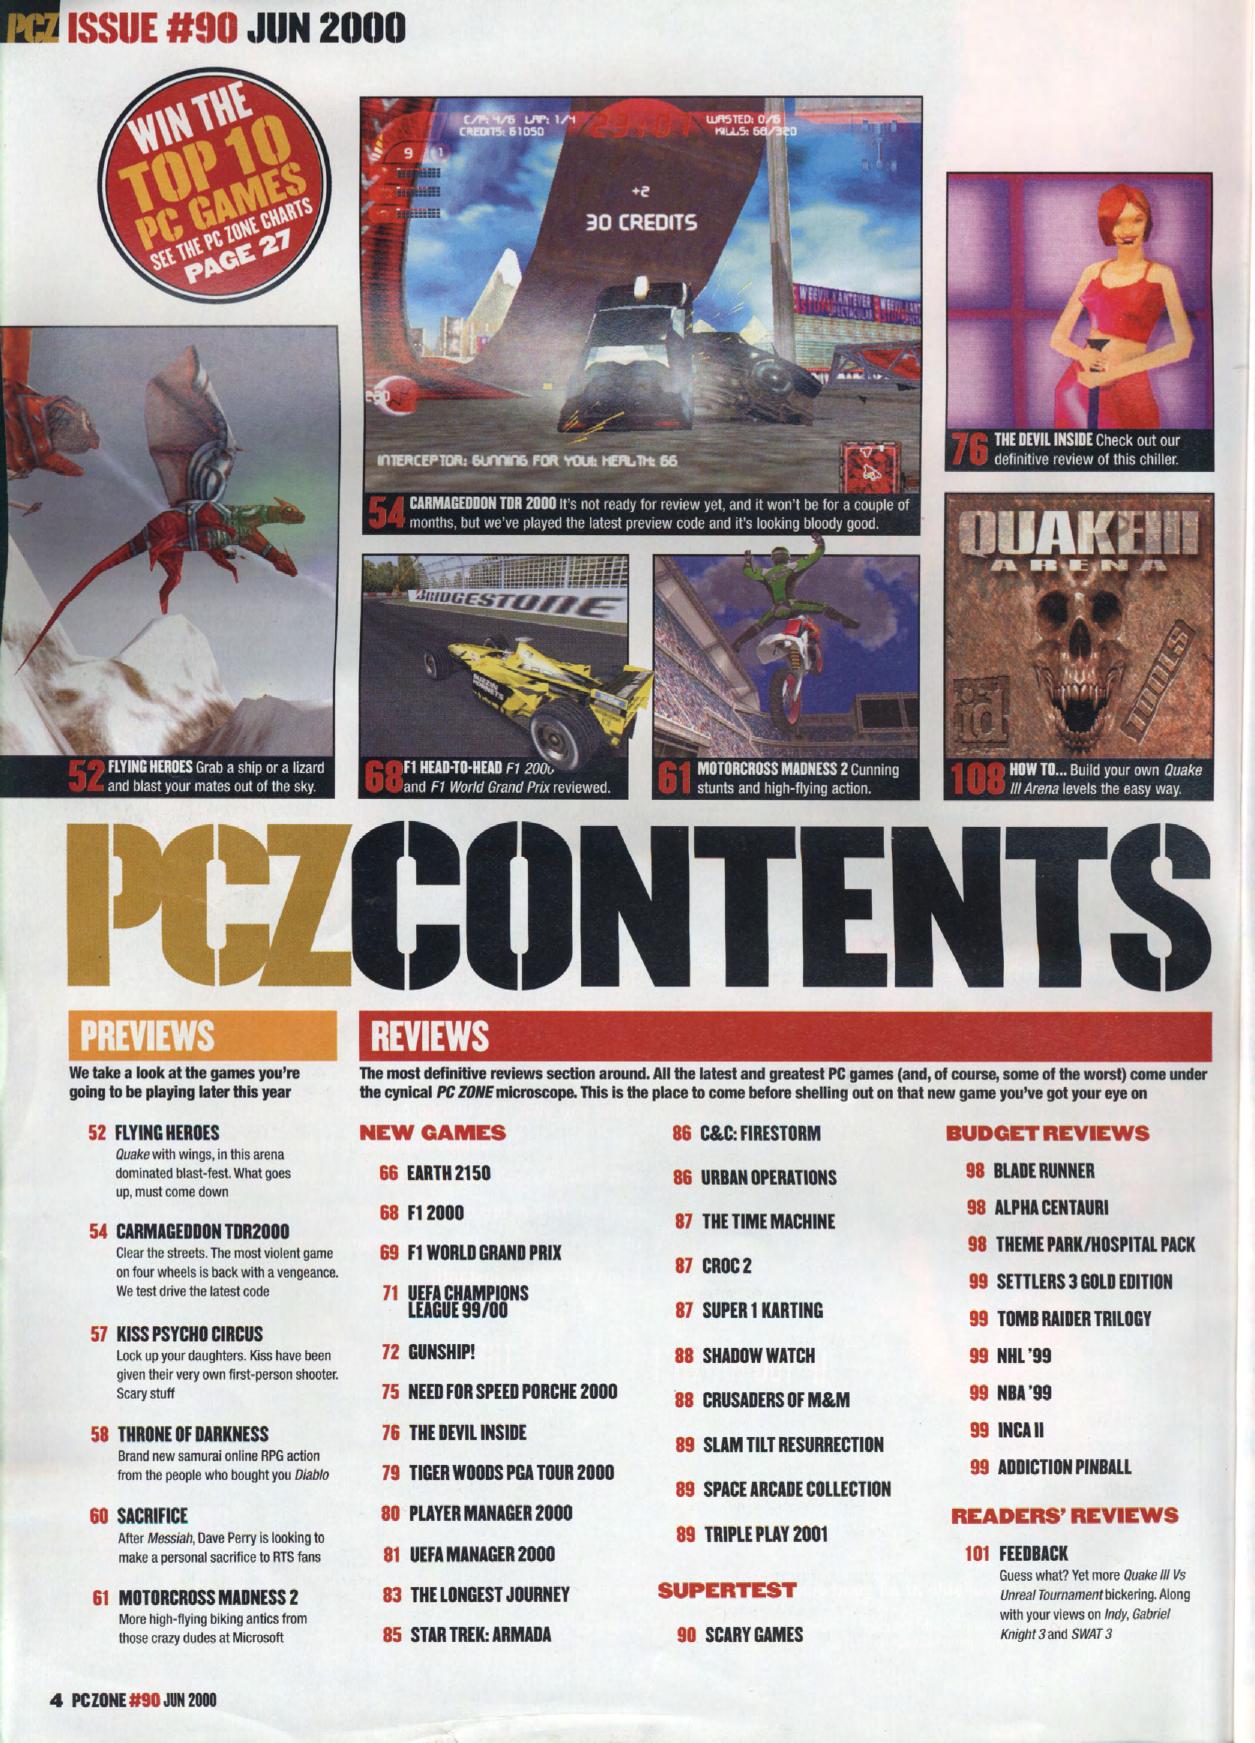 PCZ ISSUE #90 JUN 2000
WIN THE
TOP 10
PC GAMES
SEE THE PC ZONE CHARTS
PAGE 27
C/P: 4/6 LAP: 1/4
CREDITS: 61050
WASTED: 0/6
KILLS: 68/320
9
+2
30 CREDITS
INTERCEPTOR: GUNNING FOR YOU!: HEALTH: 66
54 CARMAGEDDON TDR 2000 It's not ready for review yet, and it won't be for a couple of
months, but we've played the latest preview code and it's looking bloody good.
76 THE DEVIL INSIDE Check out our
definitive review of this chiller.
52 FLYING HEROES Grab a ship or a lizard
and blast your mates out of the sky.
BRIDGESTONE
68 F1 HEAD-TO-HEAD F1 2000
and F1 World Grand Prix reviewed.
61 MOTORCROSS MADNESS 2 Cunning
stunts and high-flying action.
QUAKE III
ARENA
id
TOOLS
108 HOW TO... Build your own Quake
III Arena levels the easy way.
PCZCONTENTS
PREVIEWS
We take a look at the games you're
going to be playing later this year
52 FLYING HEROES
Quake with wings, in this arena
dominated blast-fest. What goes
up, must come down
54 CARMAGEDDON TDR2000
Clear the streets. The most violent game
on four wheels is back with a vengeance.
We test drive the latest code
57 KISS PSYCHO CIRCUS
Lock up your daughters. Kiss have been
given their very own first-person shooter.
Scary stuff
58 THRONE OF DARKNESS
Brand new samurai online RPG action
from the people who bought you Diablo
60 SACRIFICE
After Messiah, Dave Perry is looking to
make a personal sacrifice to RTS fans
61 MOTORCROSS MADNESS 2
More high-flying biking antics from
those crazy dudes at Microsoft
REVIEWS
The most definitive reviews section around. All the latest and greatest PC games (and, of course, some of the worst) come under
the cynical PC ZONE microscope. This is the place to come before shelling out on that new game you've got your eye on
NEW GAMES
66 EARTH 2150
68 F1 2000
69 F1 WORLD GRAND PRIX
71 UEFA CHAMPIONS
LEAGUE 99/00
72 GUNSHIP!
75 NEED FOR SPEED PORCHE 2000
76 THE DEVIL INSIDE
79 TIGER WOODS PGA TOUR 2000
80 PLAYER MANAGER 2000
81 UEFA MANAGER 2000
83 THE LONGEST JOURNEY
85 STAR TREK: ARMADA
86 C&C: FIRESTORM
86 URBAN OPERATIONS
87 THE TIME MACHINE
87 CROC 2
87 SUPER 1 KARTING
88 SHADOW WATCH
88 CRUSADERS OF M&M
89 SLAM TILT RESURRECTION
89 SPACE ARCADE COLLECTION
89 TRIPLE PLAY 2001
SUPERTEST
90 SCARY GAMES
BUDGET REVIEWS
98 BLADE RUNNER
98 ALPHA CENTAURI
98 THEME PARK/HOSPITAL PACK
99 SETTLERS 3 GOLD EDITION
99 TOMB RAIDER TRILOGY
99 NHL '99
99 NBA '99
99 INCA II
99 ADDICTION PINBALL
READERS' REVIEWS
101 FEEDBACK
Guess what? Yet more Quake III Vs
Unreal Tournament bickering. Along
with your views on Indy, Gabriel
Knight 3 and SWAT 3
4 PC ZONE #90 JUN 2000